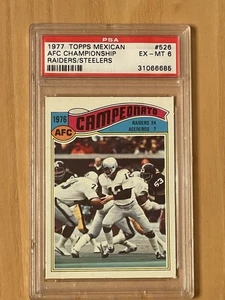 PSA
1977 TOPPS MEXICAN #526
AFC CHAMPIONSHIP EX-MT 6
RAIDERS/STEELERS 31066685
1976
AFC
CAMPEONATO
RAIDERS 24
ACEREROS 7